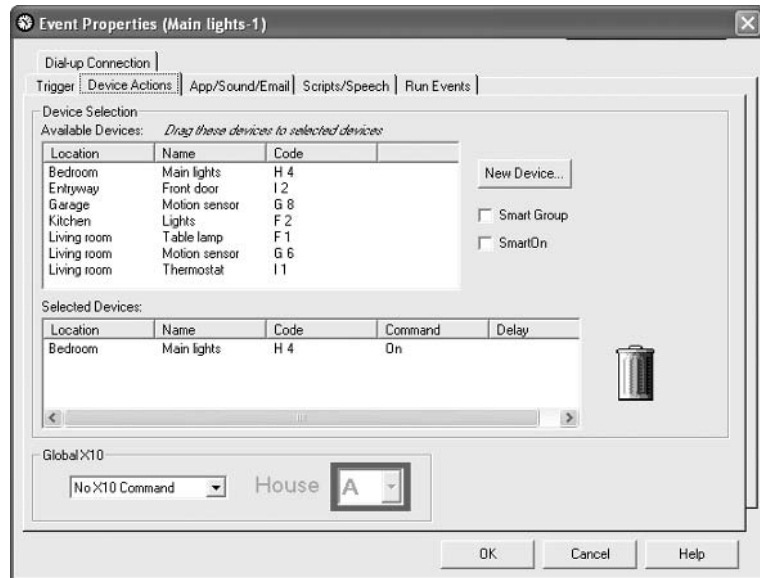 Event Properties (Main lights-1)
Dial-up Connection
Trigger Device Actions App/Sound/Email Scripts/Speech Run Events
Device Selection
Available Devices: Drag these devices to selected devices
Location Name Code
Bedroom Main lights H 4
Entryway Front door I 2
Garage Motion sensor G 8
Kitchen Lights F 2
Living room Table lamp F 1
Living room Motion sensor G 6
Living room Thermostat I 1
New Device...
Smart Group
SmartOn
Selected Devices:
Location Name Code Command Delay
Bedroom Main lights H 4 On
Global X10
No X10 Command House A
OK Cancel Help